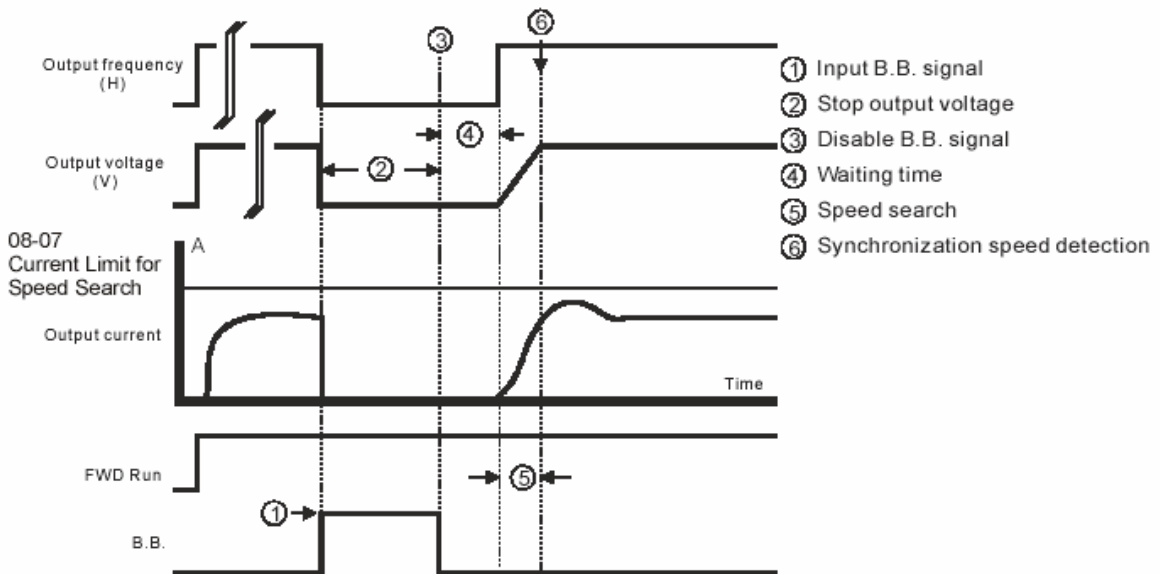 ⑥
③
Output frequency
(H)
① Input B.B. signal
② Stop output voltage
③ Disable B.B. signal
④ Waiting time
⑤ Speed search
⑥ Synchronization speed detection
④
Output voltage
(V)
②
08-07
Current Limit for
Speed Search
A
Output current
Time
FWD Run
⑤
①
B.B.